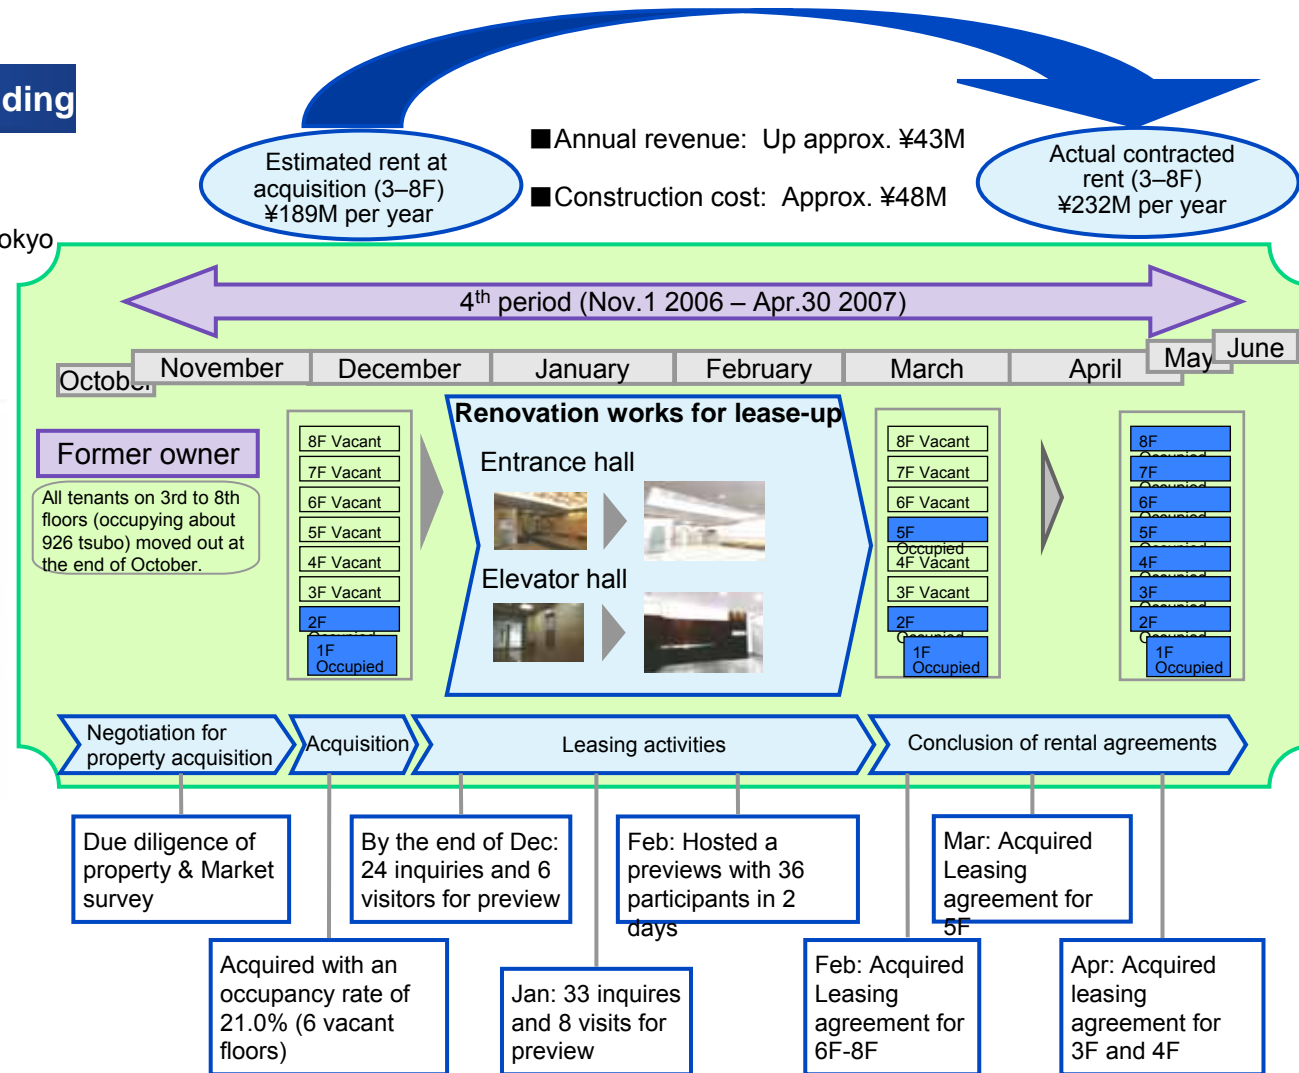 ding
Estimated rent at
acquisition (3–8F)
¥189M per year
■Annual revenue: Up approx. ¥43M
■Construction cost: Approx. ¥48M
Actual contracted
rent (3–8F)
¥232M per year
okyo
4th period (Nov.1 2006 – Apr.30 2007)
October
November
December
January
February
March
April
May
June
Former owner
All tenants on 3rd to 8th
floors (occupying about
926 tsubo) moved out at
the end of October.
8F Vacant
7F Vacant
6F Vacant
5F Vacant
4F Vacant
3F Vacant
2F
Occupied
1F
Occupied
Renovation works for lease-up
Entrance hall
Elevator hall
8F Vacant
7F Vacant
6F Vacant
5F
Occupied
4F Vacant
3F Vacant
2F
Occupied
1F
Occupied
8F
Occupied
7F
Occupied
6F
Occupied
5F
Occupied
4F
Occupied
3F
Occupied
2F
Occupied
1F
Occupied
Negotiation for
property acquisition
Acquisition
Leasing activities
Conclusion of rental agreements
Due diligence of
property & Market
survey
By the end of Dec:
24 inquiries and 6
visitors for preview
Feb: Hosted a
previews with 36
participants in 2
days
Mar: Acquired
Leasing
agreement for
5F
Acquired with an
occupancy rate of
21.0% (6 vacant
floors)
Jan: 33 inquires
and 8 visits for
preview
Feb: Acquired
Leasing
agreement for
6F-8F
Apr: Acquired
leasing
agreement for
3F and 4F